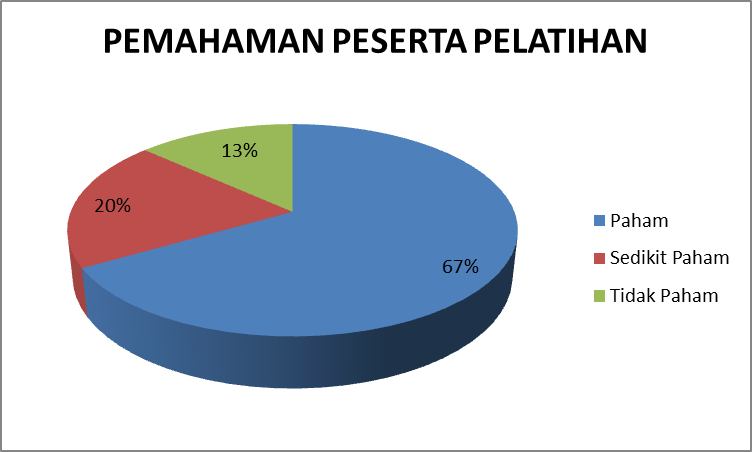 PEMAHAMAN PESERTA PELATIHAN
13%
20%
67%
Paham
Sedikit Paham
Tidak Paham